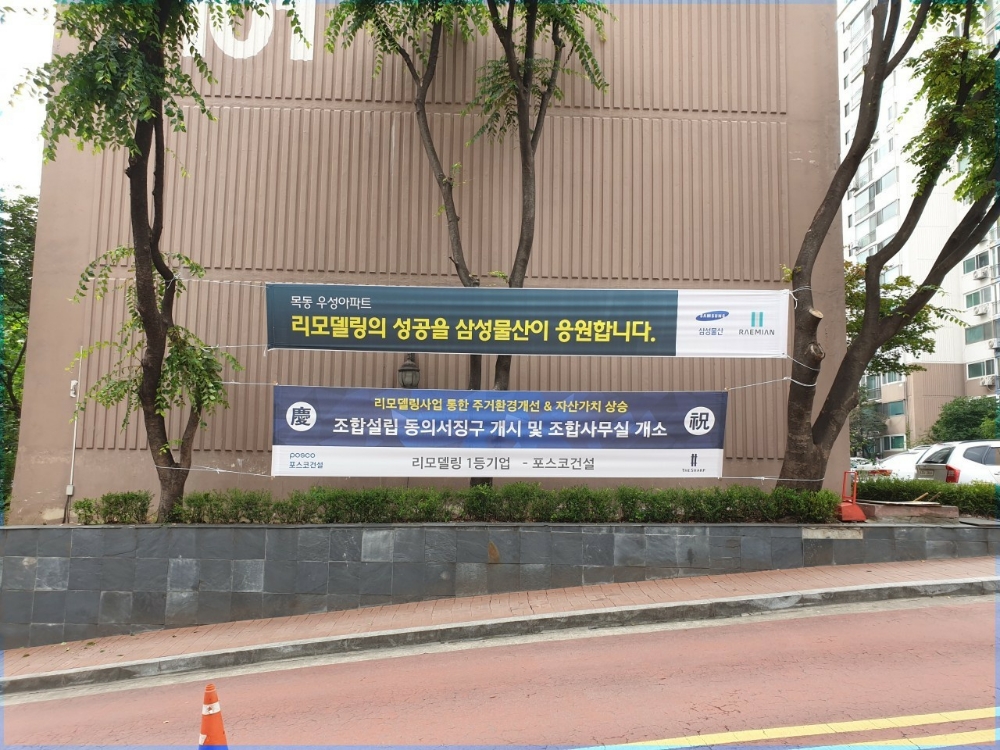 목동 우성아파트
리모델링의 성공을 삼성물산이 응원합니다.
SAMSUNG
삼성물산
RAEMIAN
慶
리모델링사업 통한 주거환경개선 & 자산가치 상승
조합설립 동의서징구 개시 및 조합사무실 개소
祝
posco
포스코건설
리모델링 1등기업 - 포스코건설
THE SHARP